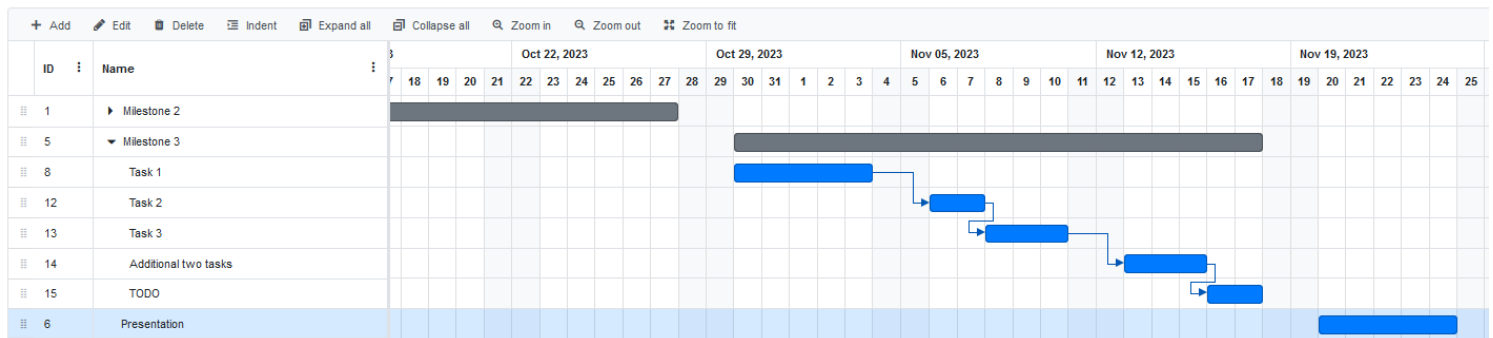 + Add Edit Delete Indent Expand all Collapse all Zoom in Zoom out Zoom to fit
ID Name
Oct 22, 2023 Oct 29, 2023 Nov 05, 2023 Nov 12, 2023 Nov 19, 2023
18 19 20 21 22 23 24 25 26 27 28 29 30 31 1 2 3 4 5 6 7 8 9 10 11 12 13 14 15 16 17 18 19 20 21 22 23 24 25
1 Milestone 2
5 Milestone 3
8 Task 1
12 Task 2
13 Task 3
14 Additional two tasks
15 TODO
6 Presentation